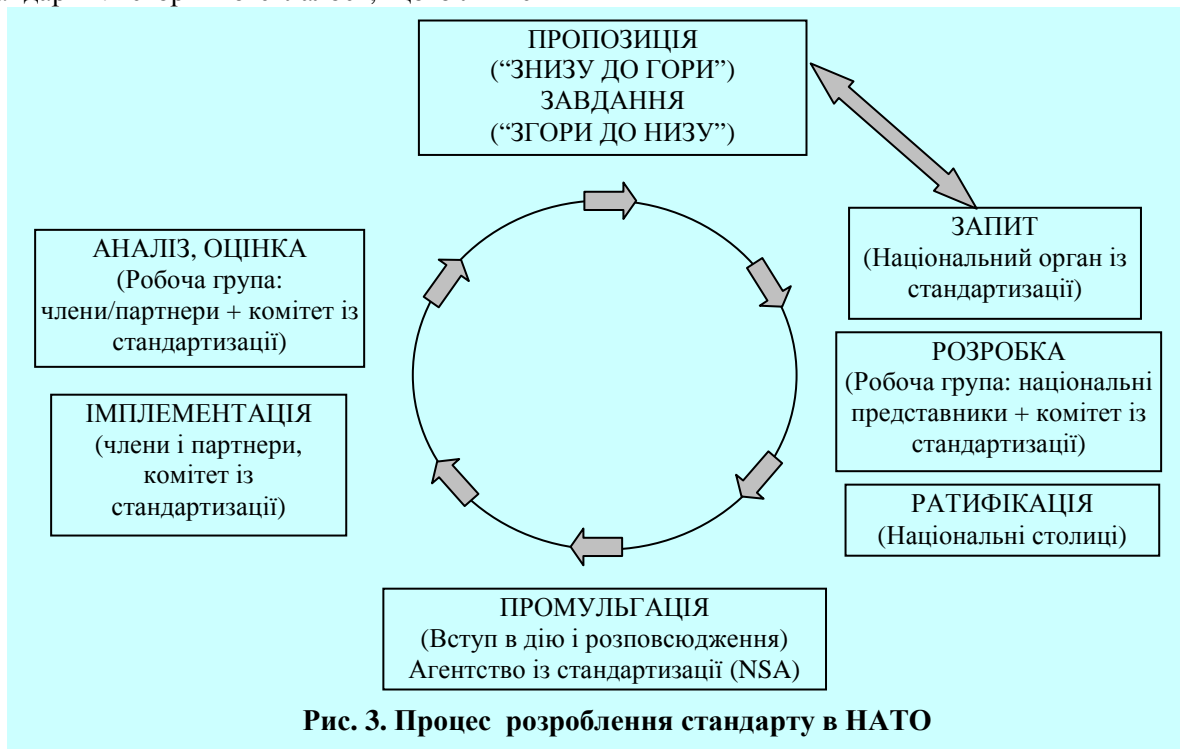 ПРОПОЗИЦІЯ
(“ЗНИЗУ ДО ГОРИ”)
ЗАВДАННЯ
(“ЗГОРИ ДО НИЗУ”)
ЗАПИТ
(Національний орган із
стандартизації)
РОЗРОБКА
(Робоча група: національні
представники + комітет із
стандартизації)
РАТИФІКАЦІЯ
(Національні столиці)
ПРОМУЛЬГАЦІЯ
(Вступ в дію і розповсюдження)
Агентство із стандартизації (NSA)
ІМПЛЕМЕНТАЦІЯ
(члени і партнери,
комітет із
стандартизації)
АНАЛІЗ, ОЦІНКА
(Робоча група:
члени/партнери + комітет із
стандартизації)
Рис. 3. Процес розроблення стандарту в НАТО